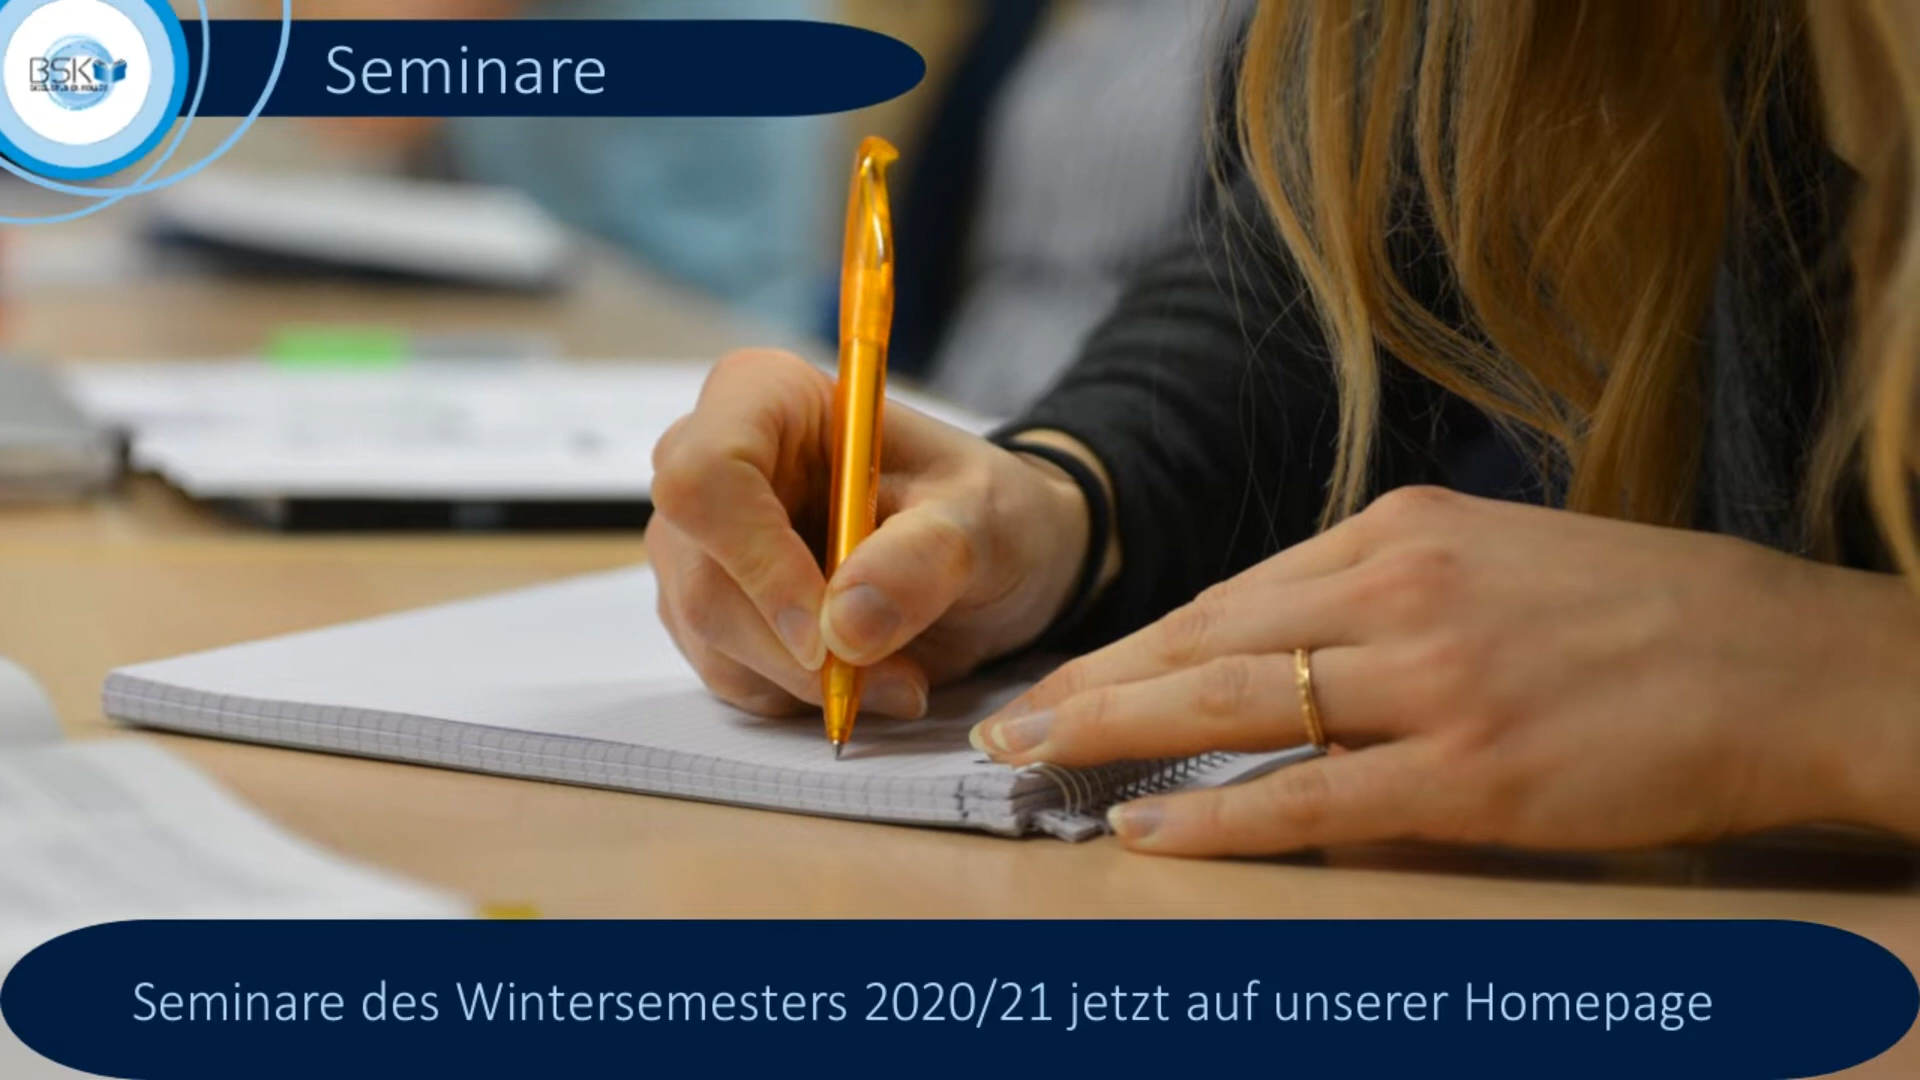 BSK
Seminare
Seminare des Wintersemesters 2020/21 jetzt auf unserer Homepage